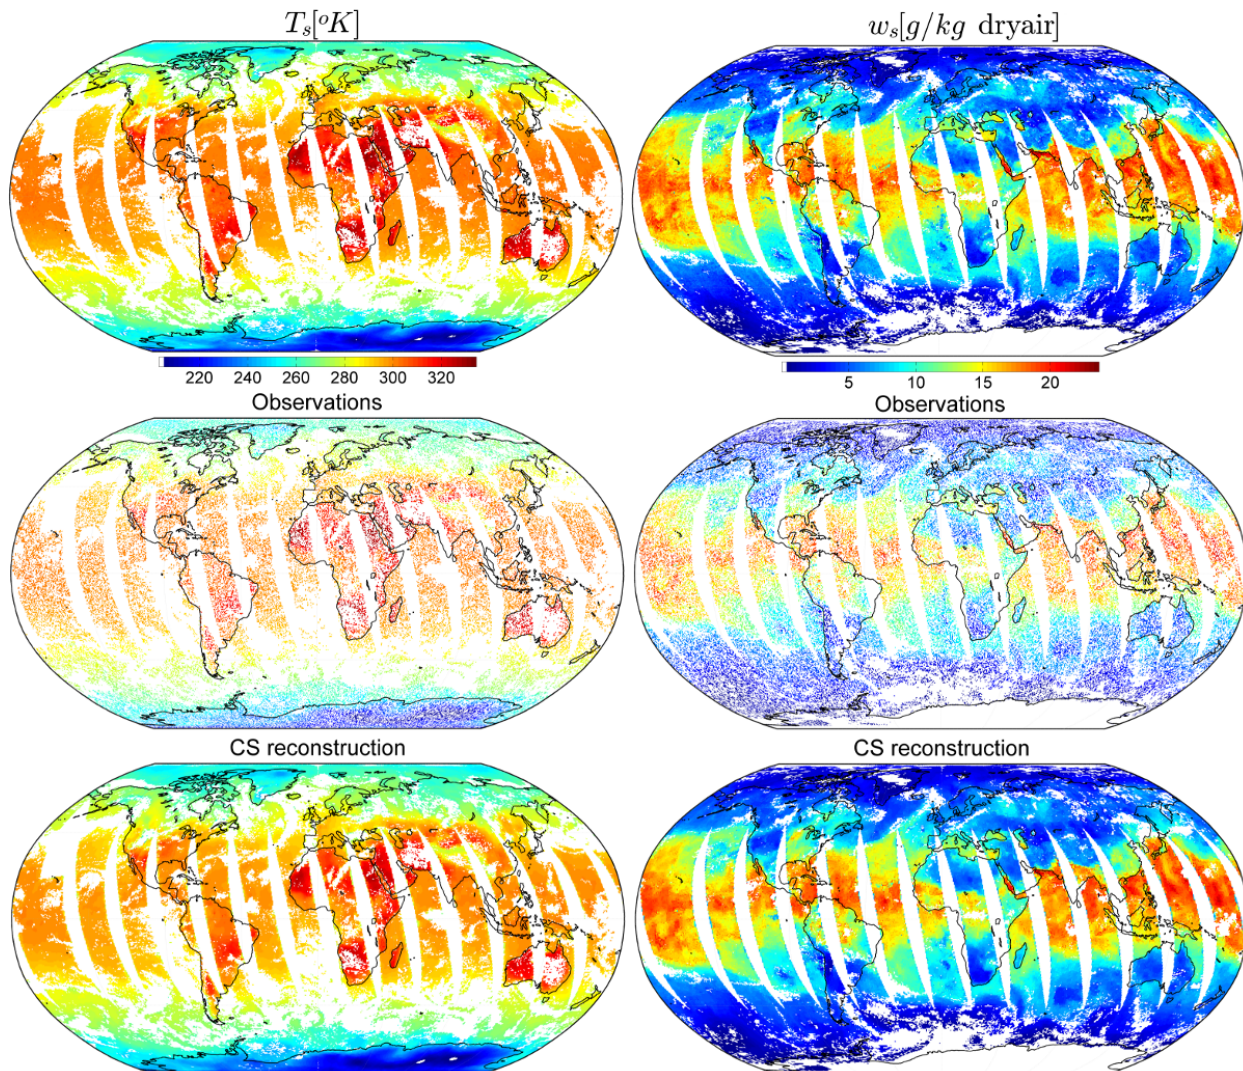 T_s[°K]
w_s[g/kg dryair]
220 240 260 280 300 320
5 10 15 20
Observations
Observations
CS reconstruction
CS reconstruction